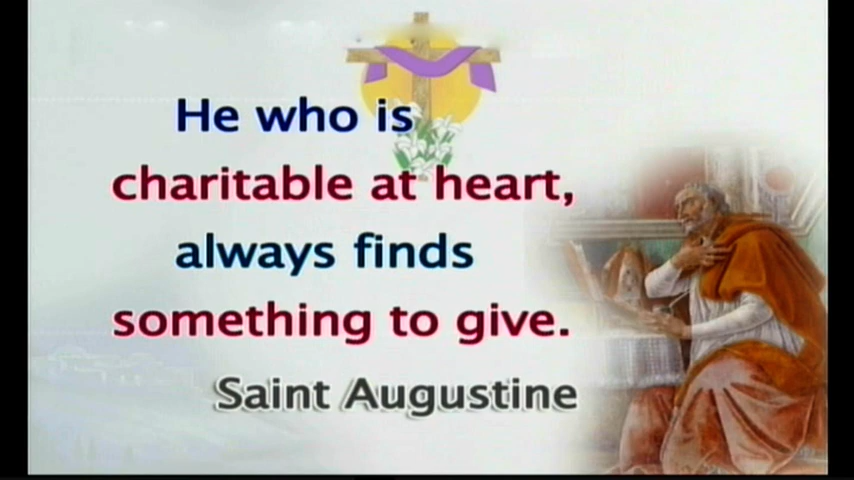 He who is
charitable at heart,
always finds
something to give.
Saint Augustine